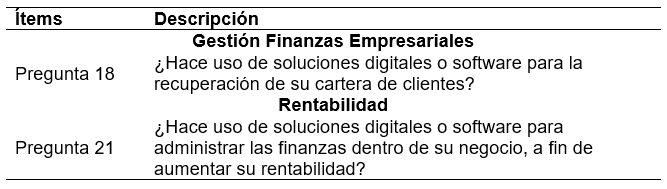 Ítems Descripción
Gestión Finanzas Empresariales
¿Hace uso de soluciones digitales o software para la
Pregunta 18
recuperación de su cartera de clientes?
Rentabilidad
¿Hace uso de soluciones digitales o software para
Pregunta 21 administrar las finanzas dentro de su negocio, a fin de
aumentar su rentabilidad?